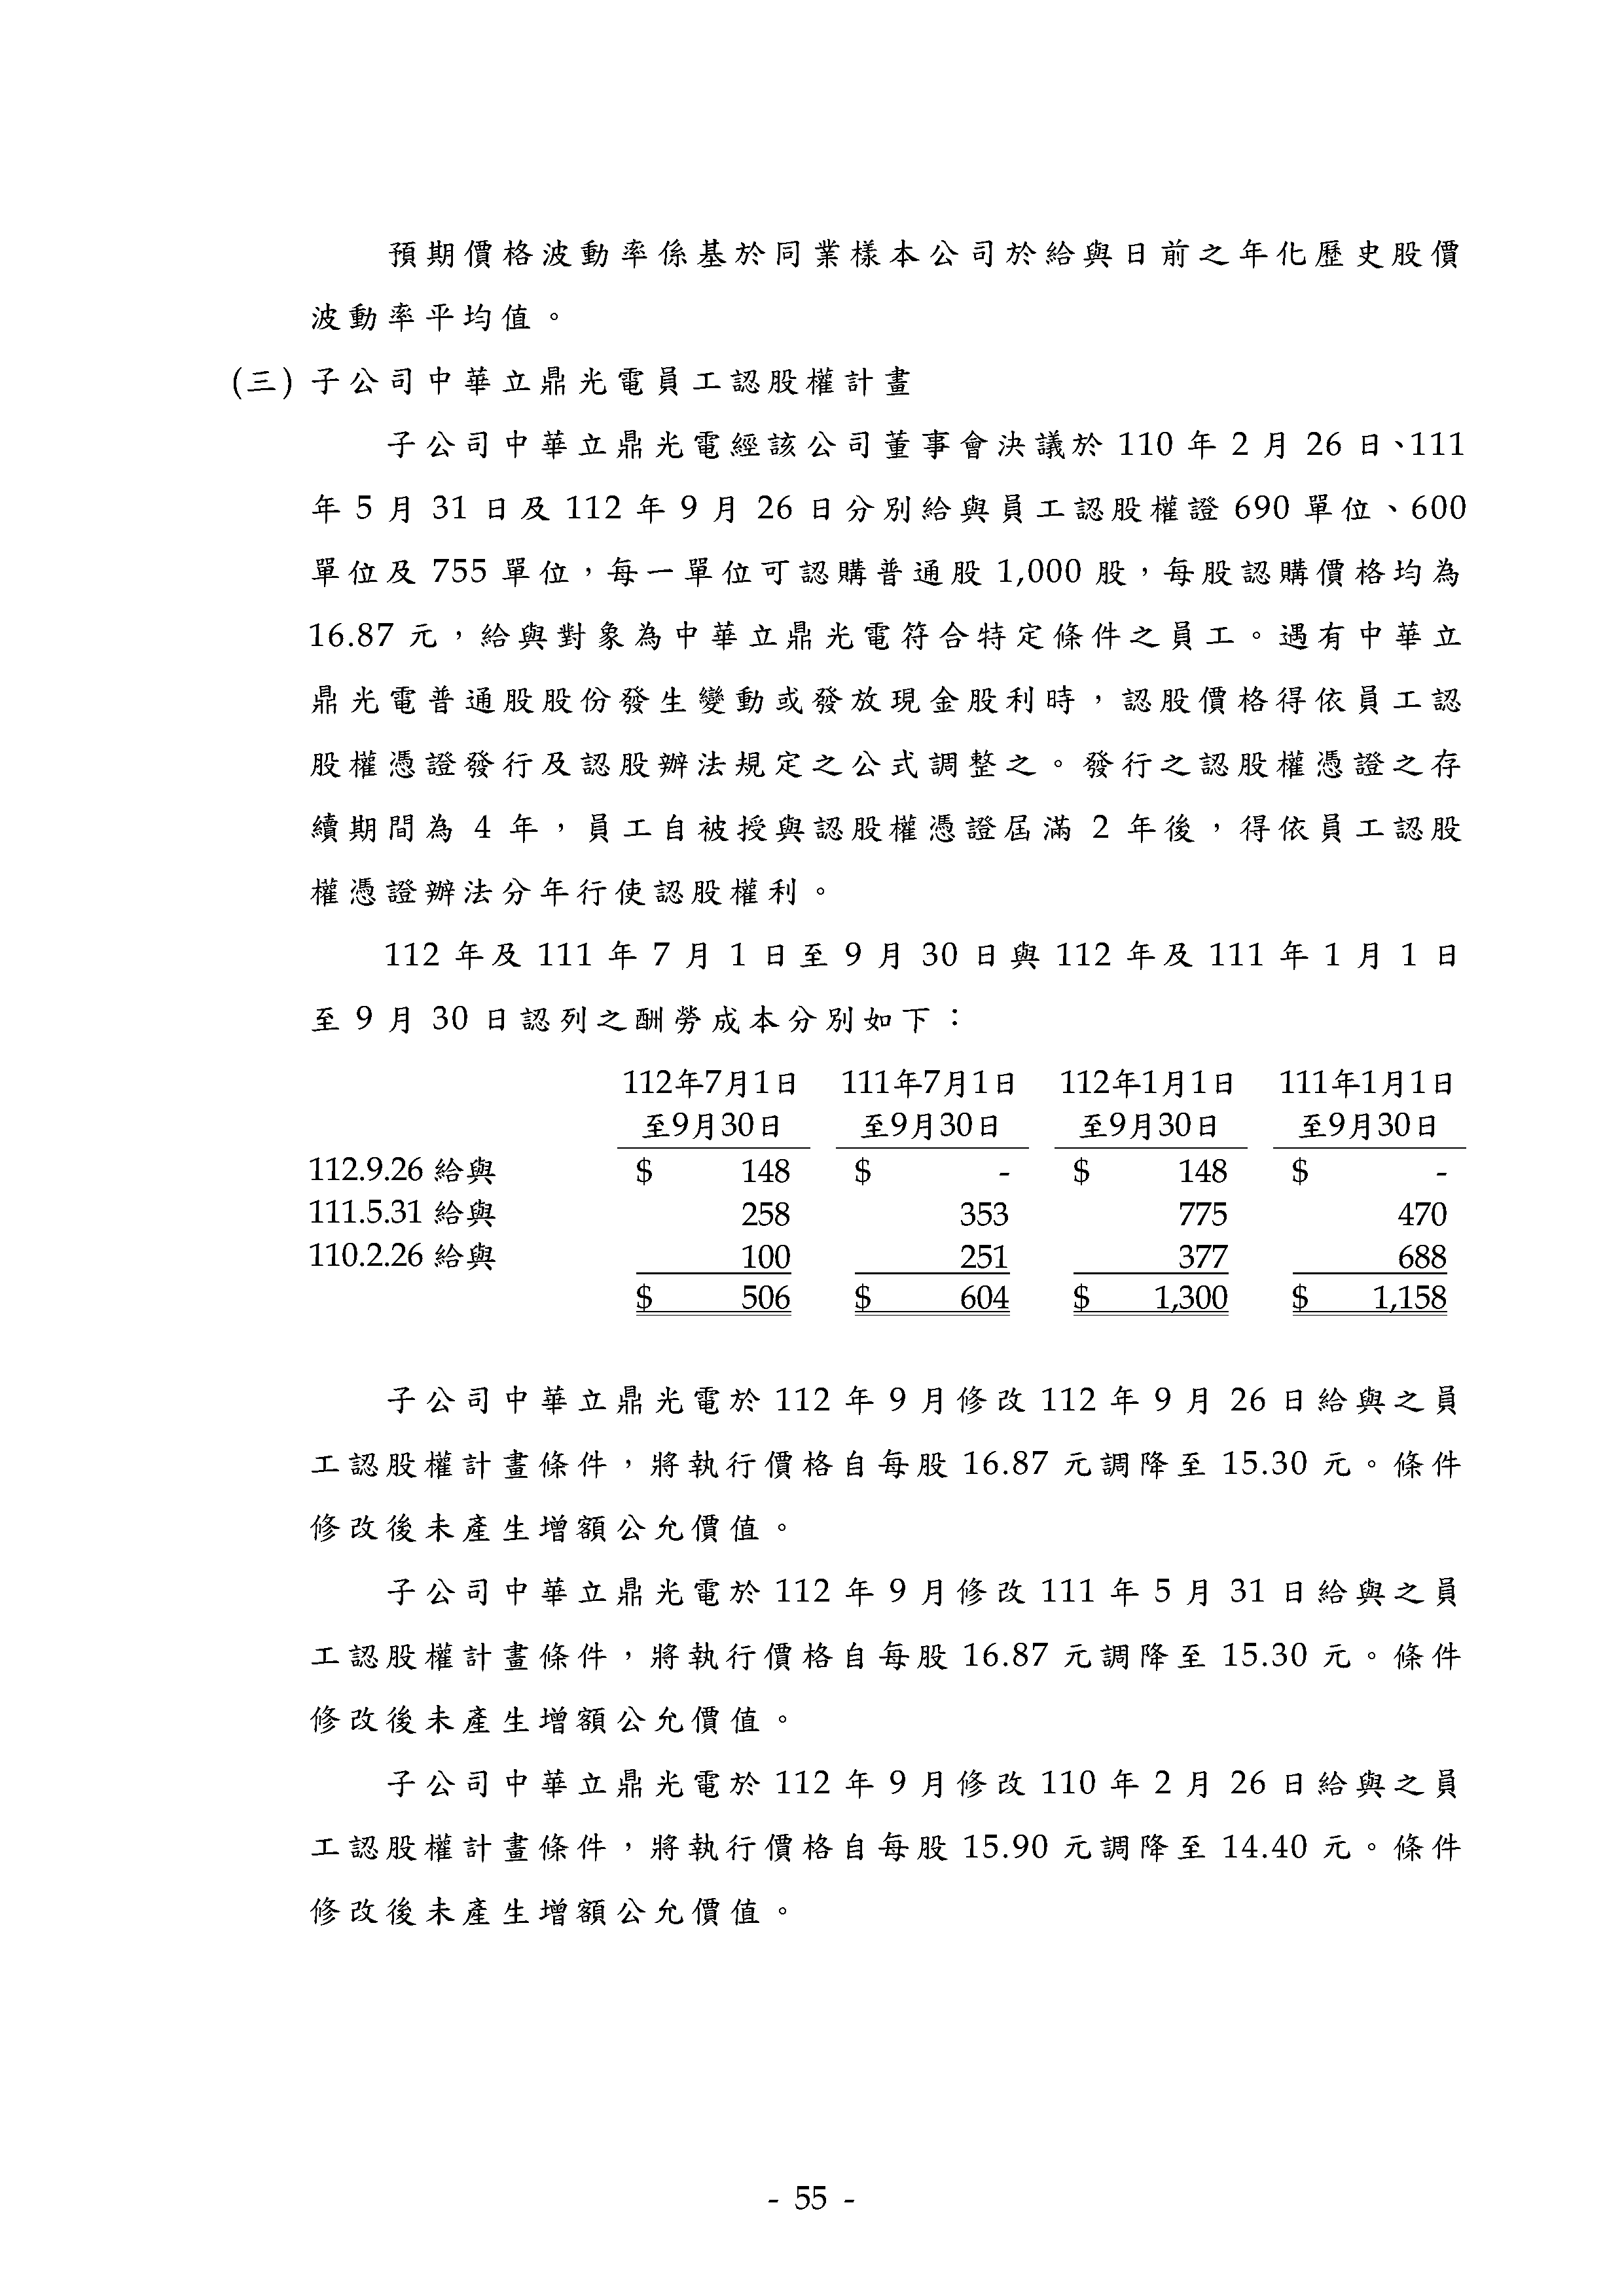 預期價格波動率係基於同業樣本公司於給與日前之年化歷史股價
波動率平均值。
(三) 子公司中華立鼎光電員工認股權計畫
子公司中華立鼎光電經該公司董事會決議於 110 年 2 月 26 日、111
年 5 月 31 日及 112 年 9 月 26 日分別給與員工認股權證 690 單位、600
單位及 755 單位，每一單位可認購普通股 1,000 股，每股認購價格均為
16.87 元，給與對象為中華立鼎光電符合特定條件之員工。遇有中華立
鼎光電普通股股份發生變動或發放現金股利時，認股價格得依員工認
股權憑證發行及認股辦法規定之公式調整之。發行之認股權憑證之存
續期間為 4 年，員工自被授與認股權憑證屆滿 2 年後，得依員工認股
權憑證辦法分年行使認股權利。
112 年及 111 年 7 月 1 日至 9 月 30 日與 112 年及 111 年 1 月 1 日
至 9 月 30 日認列之酬勞成本分別如下：
112年7月1日 111年7月1日 112年1月1日 111年1月1日
至9月30日 至9月30日 至9月30日 至9月30日
112.9.26 給與 $ 148 $ - $ 148 $ -
111.5.31 給與 258 353 775 470
110.2.26 給與 100 251 377 688
$ 506 $ 604 $ 1,300 $ 1,158
子公司中華立鼎光電於 112 年 9 月修改 112 年 9 月 26 日給與之員
工認股權計畫條件，將執行價格自每股 16.87 元調降至 15.30 元。條件
修改後未產生增額公允價值。
子公司中華立鼎光電於 112 年 9 月修改 111 年 5 月 31 日給與之員
工認股權計畫條件，將執行價格自每股 16.87 元調降至 15.30 元。條件
修改後未產生增額公允價值。
子公司中華立鼎光電於 112 年 9 月修改 110 年 2 月 26 日給與之員
工認股權計畫條件，將執行價格自每股 15.90 元調降至 14.40 元。條件
修改後未產生增額公允價值。
- 55 -